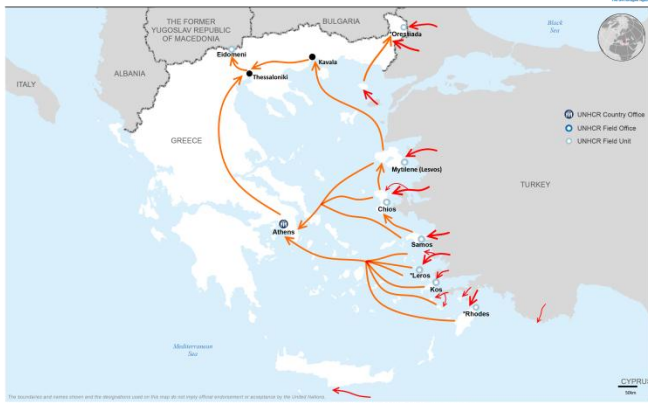 THE FORMER
YUGOSLAV REPUBLIC
OF MACEDONIA
BULGARIA
Black
Sea
*Orestiada
Eidomeni
Kavala
Thessaloniki
ALBANIA
ITALY
UNHCR Country Office
UNHCR Field Office
UNHCR Field Unit
GREECE
Mytilene (Lesvos)
TURKEY
Chios
Athens
Samos
*Leros
Kos
*Rhodes
Mediterranean
Sea
CYPRUS
50km
The boundaries and names shown and the designations used on this map do not imply official endorsement or acceptance by the United Nations.